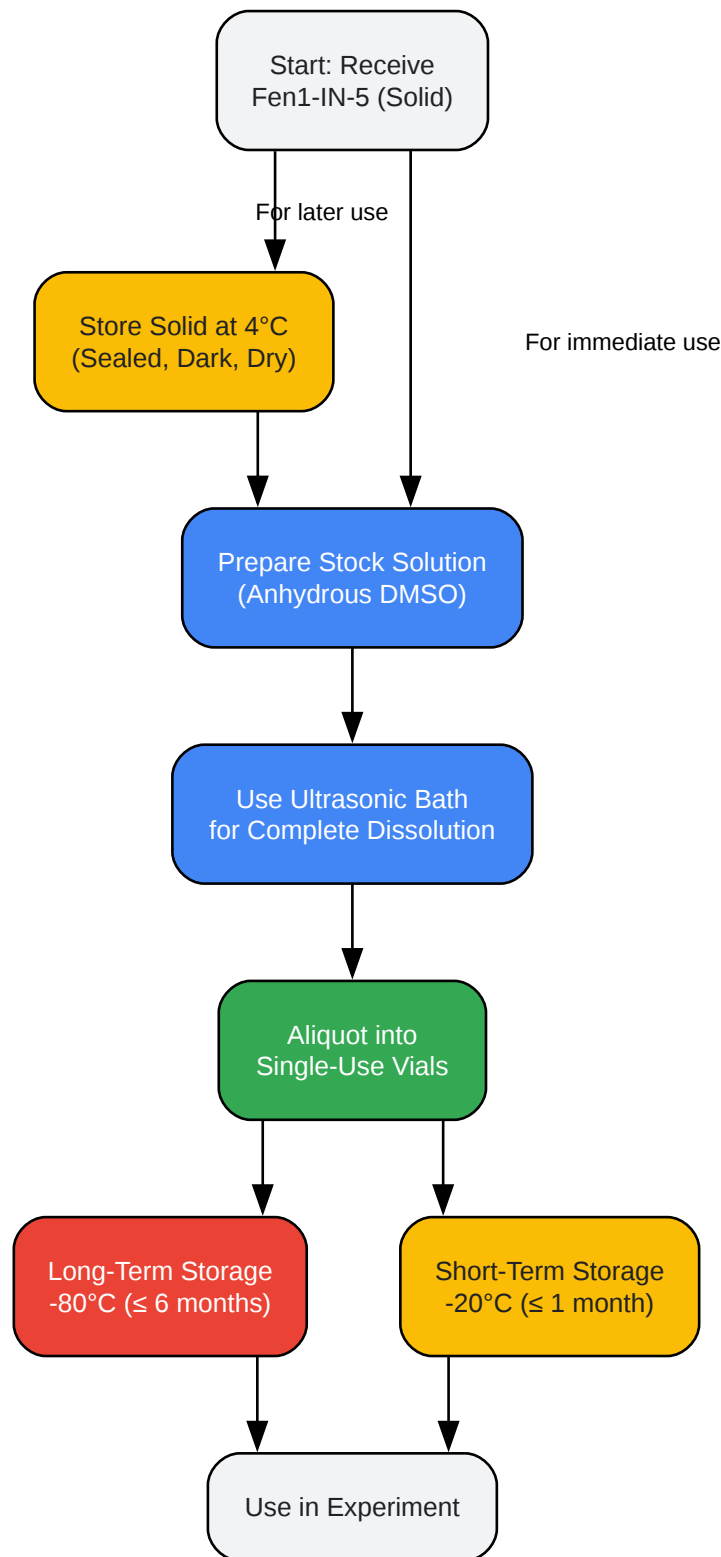 Start: Receive
Fen1-IN-5 (Solid)
For later use
Store Solid at 4°C
(Sealed, Dark, Dry)
For immediate use
Prepare Stock Solution
(Anhydrous DMSO)
Use Ultrasonic Bath
for Complete Dissolution
Aliquot into
Single-Use Vials
Long-Term Storage
-80°C (≤ 6 months)
Short-Term Storage
-20°C (≤ 1 month)
Use in Experiment